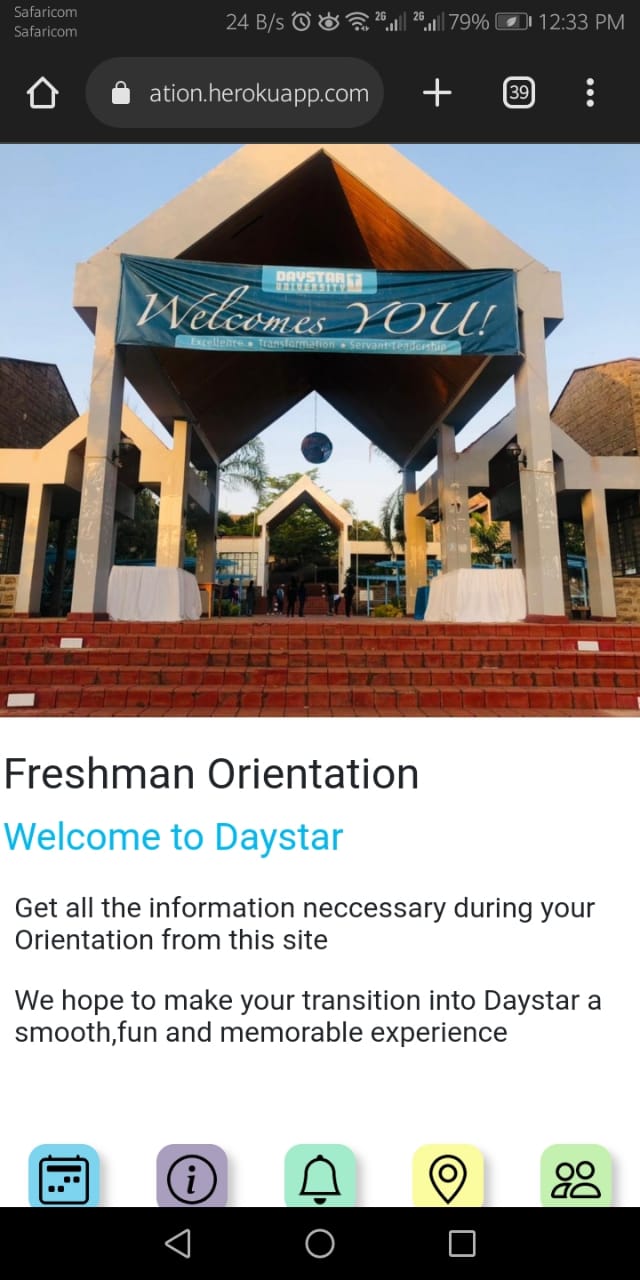 Safaricom
Safaricom
24 B/s 2G 2G 79% 12:33 PM
ation.herokuapp.com
39
DAYSTAR
UNIVERSITY
Welcomes YOU!
Excellence • Transformation • Servant Leadership
Freshman Orientation
Welcome to Daystar
Get all the information neccessary during your
Orientation from this site
We hope to make your transition into Daystar a
smooth,fun and memorable experience